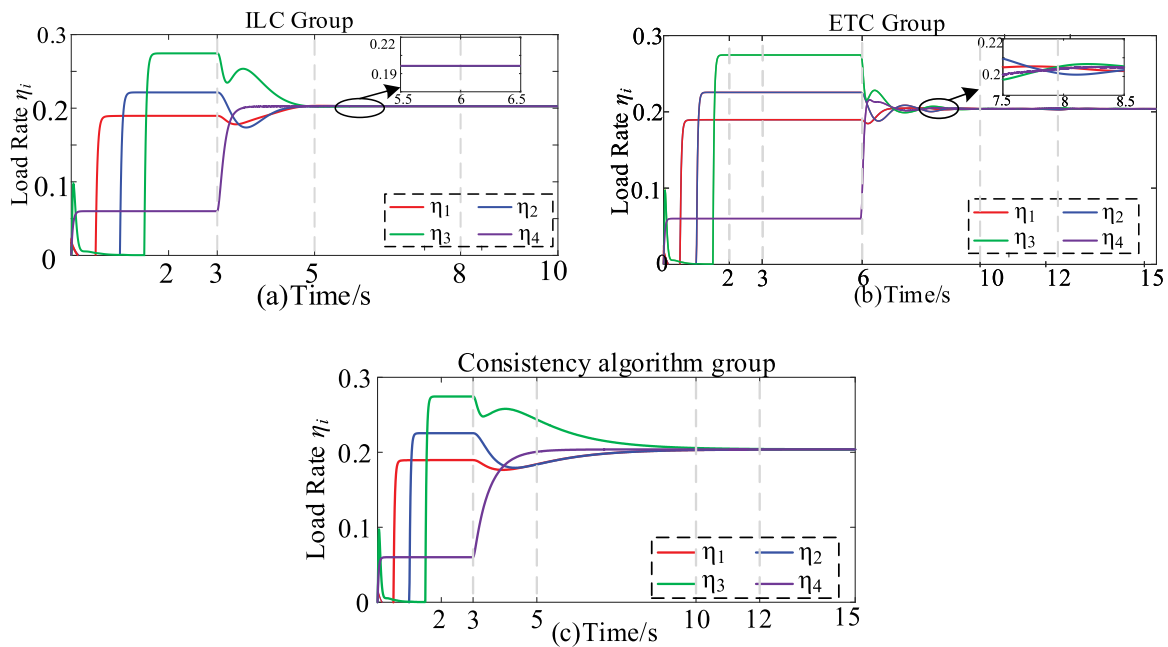 ILC Group
Load Rate ηi
0.3
0.2
0.1
0
0.22
0.19
5.5 6 6.5
η1 η2
η3 η4
2 3 5 8 10
(a)Time/s
ETC Group
Load Rate ηi
0.3
0.2
0.1
0
0.22
0.2
7.5 8 8.5
η1 η2
η3 η4
2 3 6 10 12 15
(b)Time/s
Consistency algorithm group
Load Rate ηi
0.3
0.2
0.1
0
η1 η2
η3 η4
2 3 5 10 12 15
(c)Time/s